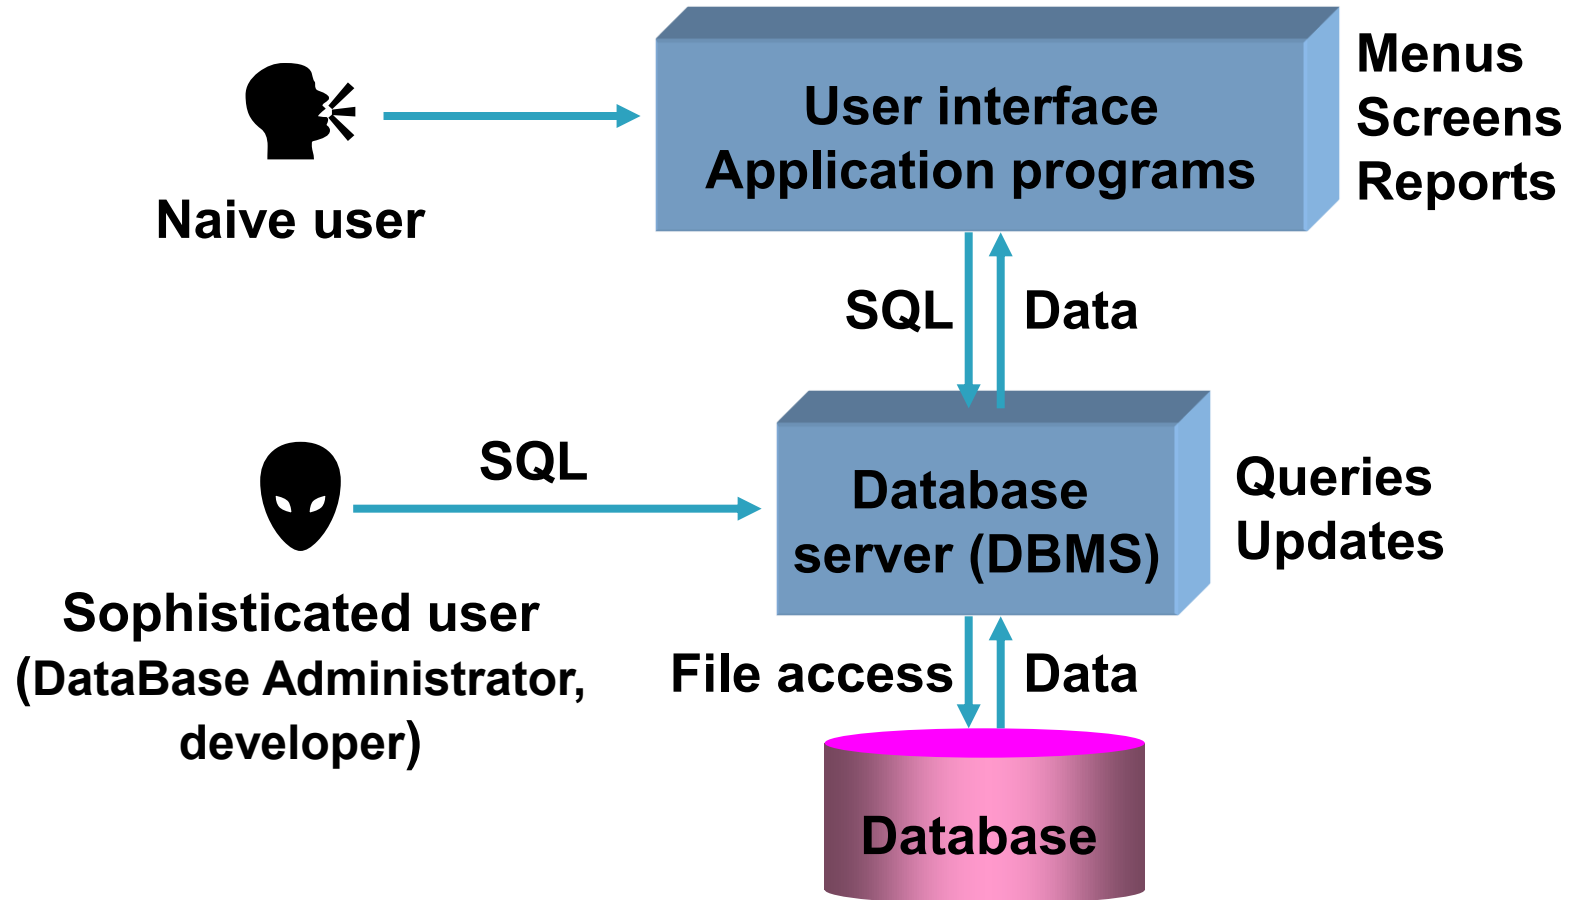 User interface
Application programs
Menus
Screens
Reports
Naive user
SQL
Data
SQL
Database
server (DBMS)
Queries
Updates
Sophisticated user
(DataBase Administrator,
developer)
File access
Data
Database